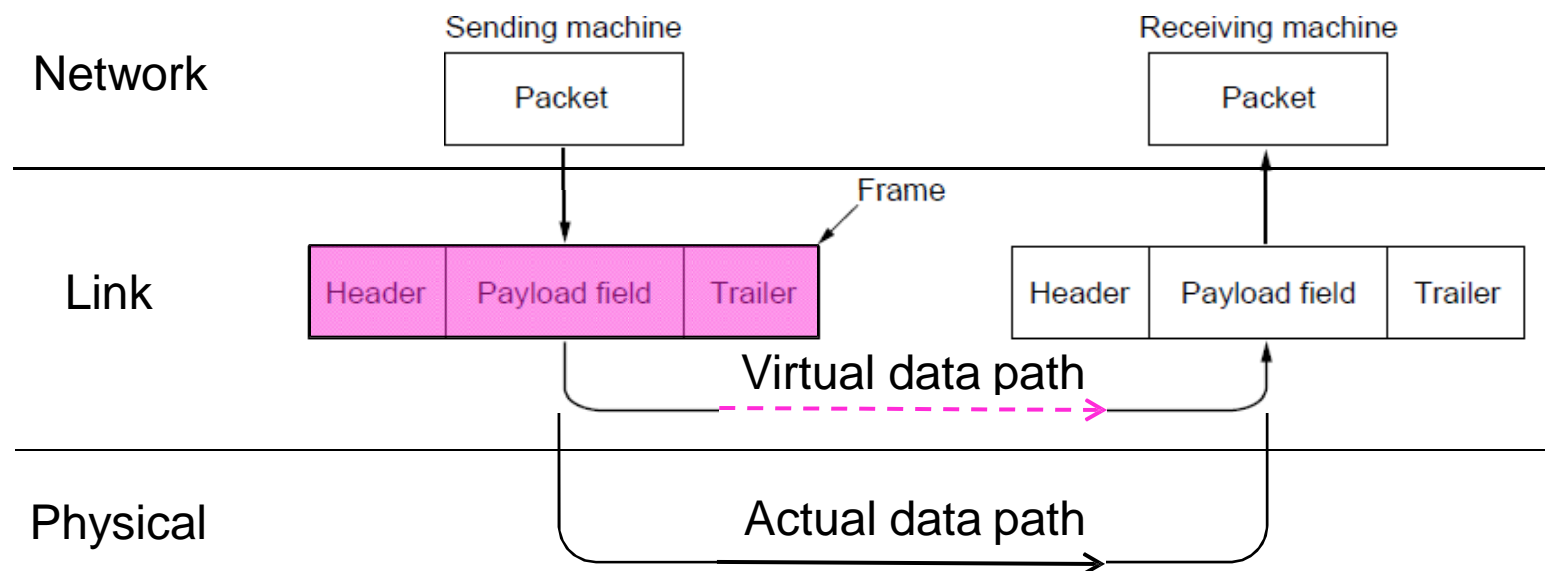 Sending machine
Receiving machine
Network
Packet
Packet
Frame
Link
Header
Payload field
Trailer
Header
Payload field
Trailer
Virtual data path
Physical
Actual data path